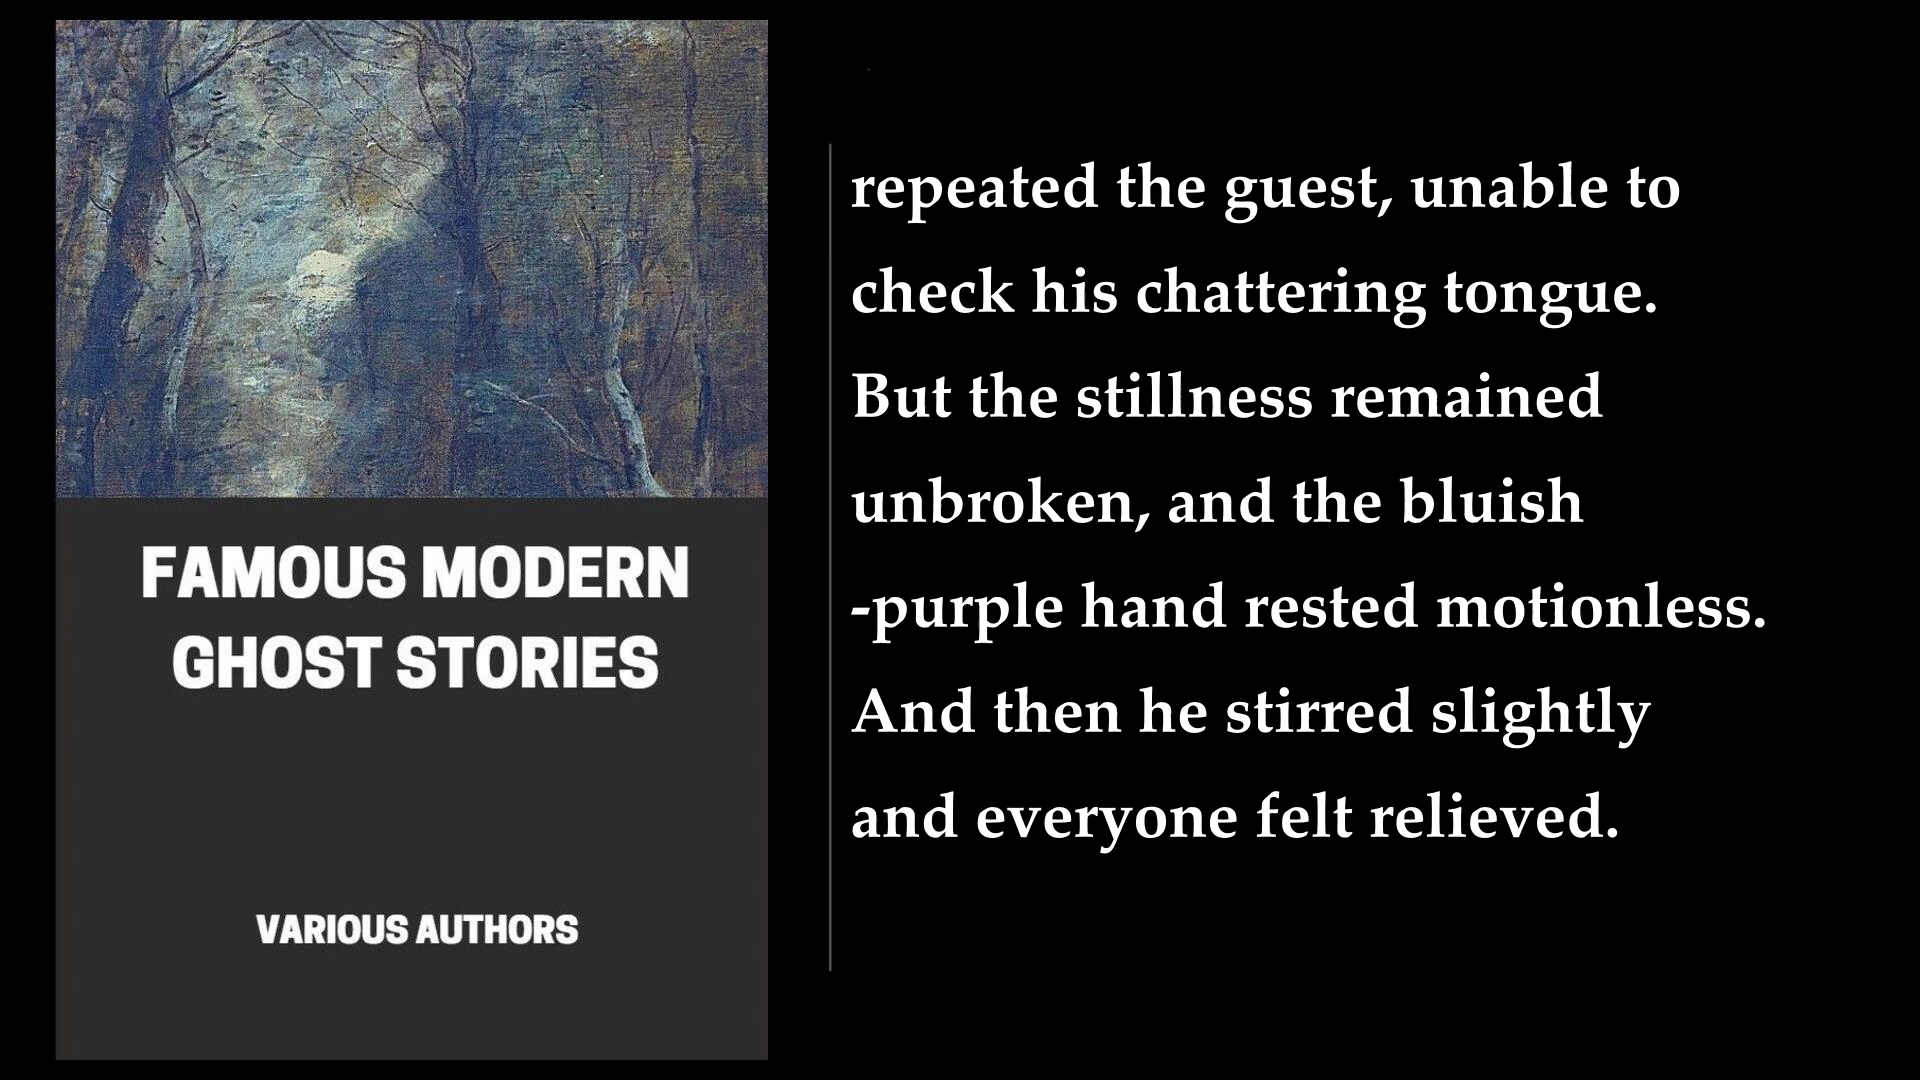 FAMOUS MODERN
GHOST STORIES
VARIOUS AUTHORS
repeated the guest, unable to
check his chattering tongue.
But the stillness remained
unbroken, and the bluish
-purple hand rested motionless.
And then he stirred slightly
and everyone felt relieved.